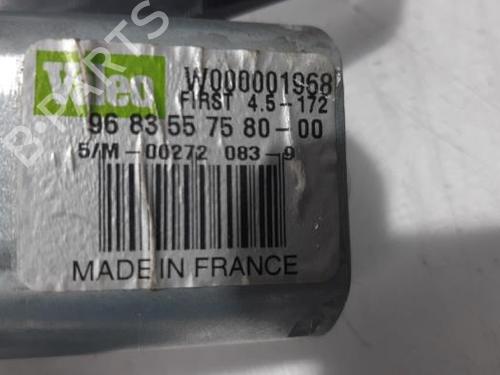 Valeo
W000001968
FIRST 4.5-172
96 83 55 75 80-00
5/M-00272 083-9
MADE IN FRANCE